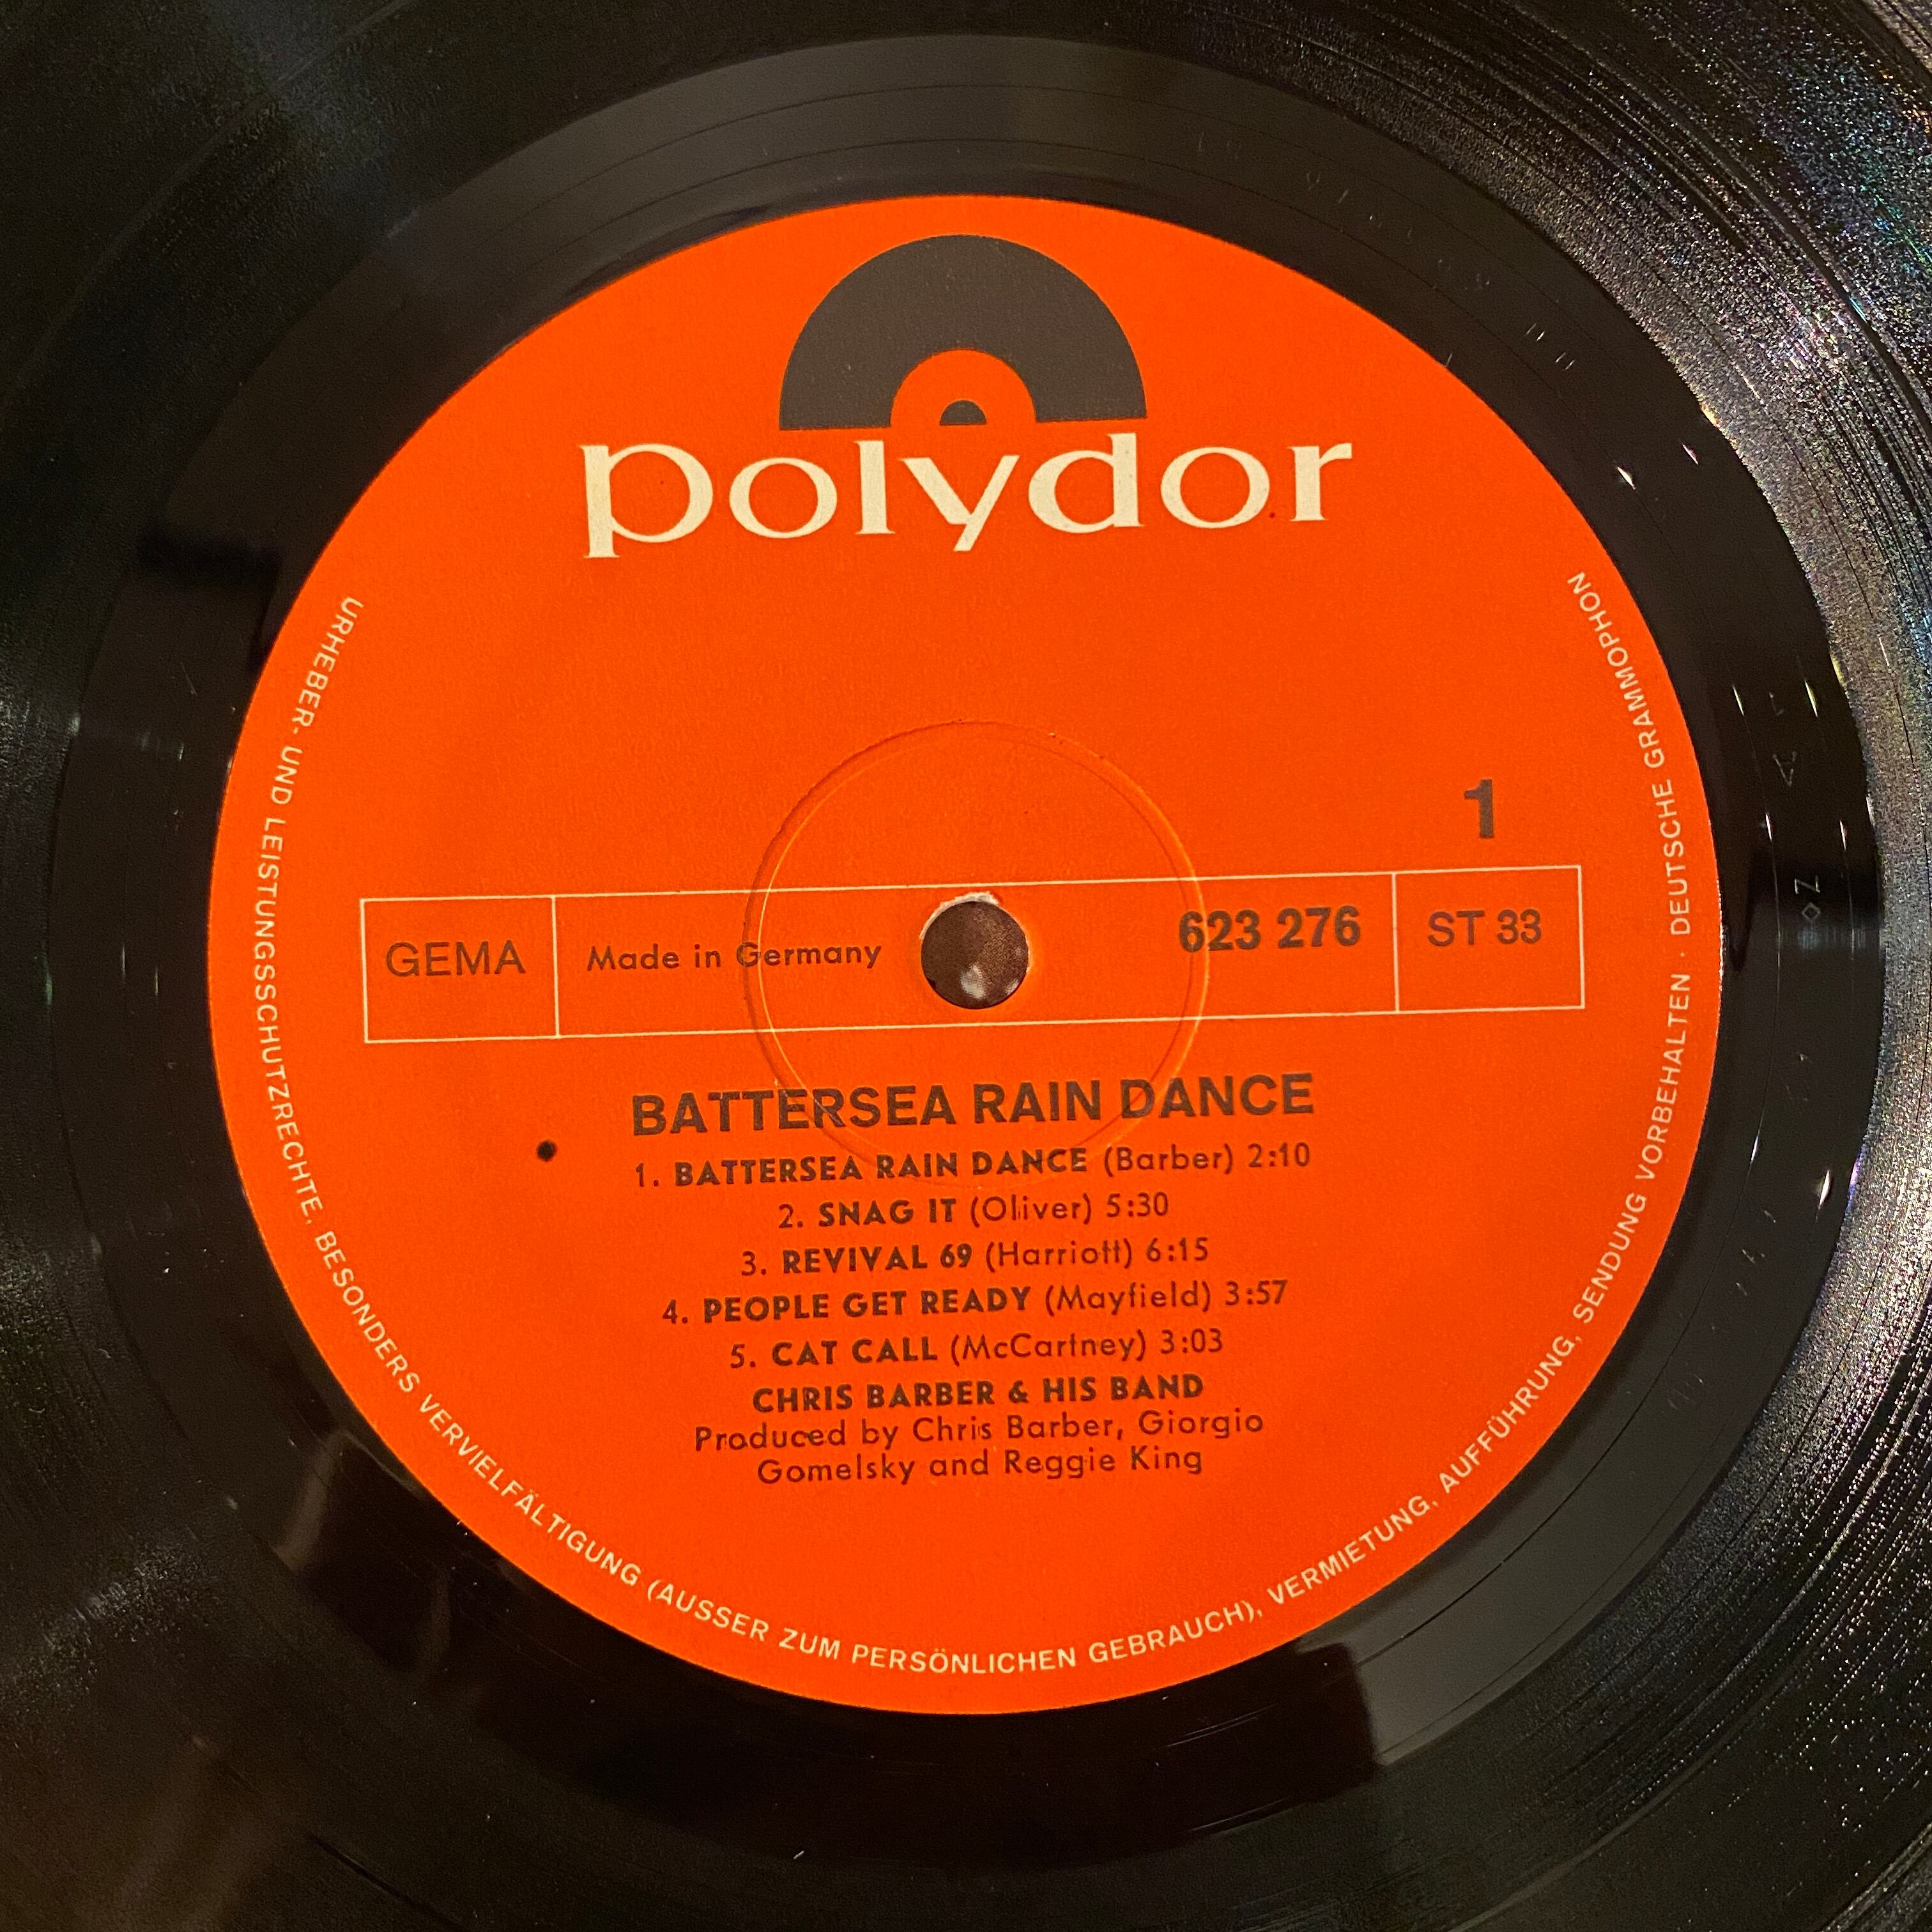 polydor
1
GEMA
Made in Germany
623 276
ST 33
BATTERSEA RAIN DANCE
1. BATTERSEA RAIN DANCE (Barber) 2:10
2. SNAG IT (Oliver) 5:30
3. REVIVAL 69 (Harriott) 6:15
4. PEOPLE GET READY (Mayfield) 3:57
5. CAT CALL (McCartney) 3:03
CHRIS BARBER & HIS BAND
Produced by Chris Barber, Giorgio
Gomelsky and Reggie King
URHEBER- UND LEISTUNGSSCHUTZRECHTE, BESONDERS VERVIELFÄLTIGUNG (AUSSER ZUM PERSÖNLICHEN GEBRAUCH), VERMIETUNG, AUFFÜHRUNG, SENDUNG VORBEHALTEN · DEUTSCHE GRAMMOPHON